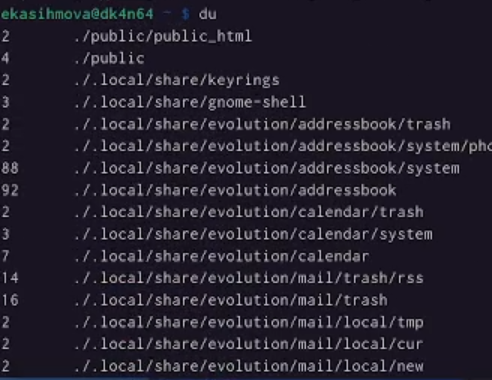 ekasihmova@dk4n64 ~ $ du
2 ./public/public_html
4 ./public
2 ./.local/share/keyrings
3 ./.local/share/gnome-shell
2 ./.local/share/evolution/addressbook/trash
2 ./.local/share/evolution/addressbook/system/pho
88 ./.local/share/evolution/addressbook/system
92 ./.local/share/evolution/addressbook
2 ./.local/share/evolution/calendar/trash
3 ./.local/share/evolution/calendar/system
7 ./.local/share/evolution/calendar
14 ./.local/share/evolution/mail/trash/rss
16 ./.local/share/evolution/mail/trash
2 ./.local/share/evolution/mail/local/tmp
2 ./.local/share/evolution/mail/local/cur
2 ./.local/share/evolution/mail/local/new